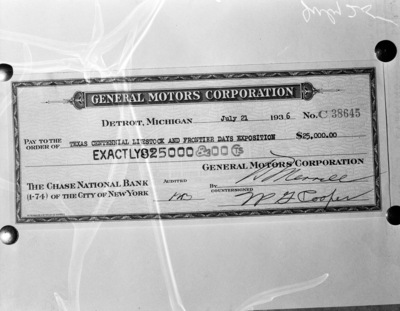 GENERAL MOTORS CORPORATION
DETROIT, MICHIGAN July 21 1936 No. C 38645
PAY TO THE
ORDER OF TEXAS CENTENNIAL LIVESTOCK AND FRONTIER DAYS EXPOSITION $25,000.00
EXACTLY $25000 and 00 cts
GENERAL MOTORS CORPORATION
THE CHASE NATIONAL BANK AUDITED BY
(1-74) OF THE CITY OF NEW YORK COUNTERSIGNED